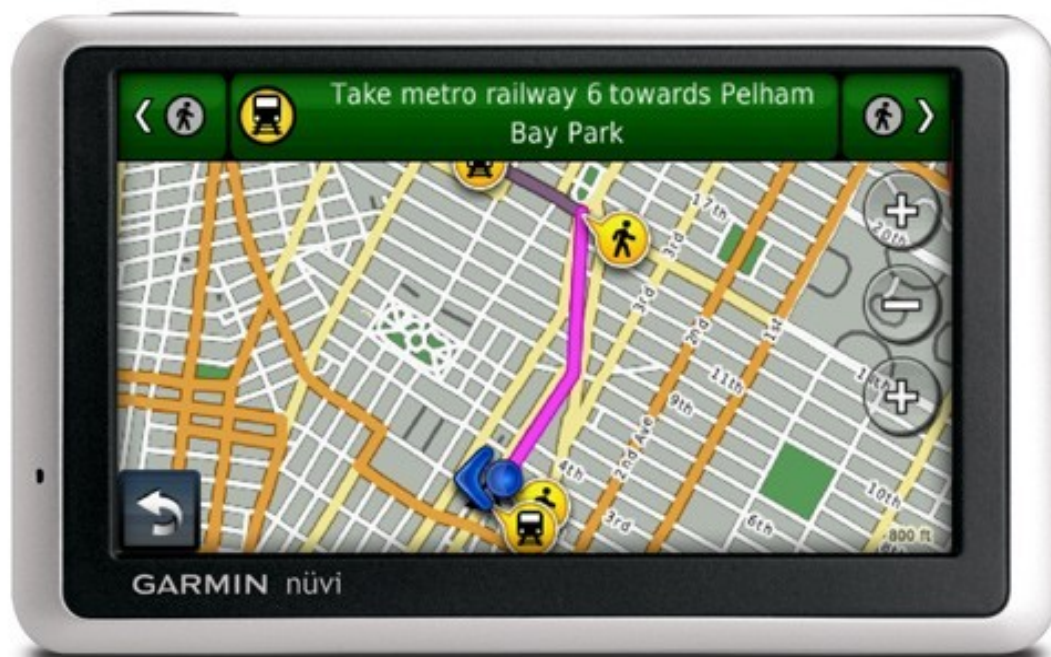 Take metro railway 6 towards Pelham
Bay Park
17th
20th
3rd
3rd
2nd
1st
11th
9th
2nd Ave
4th
3rd
6th
10th
800 ft
GARMIN nüvi